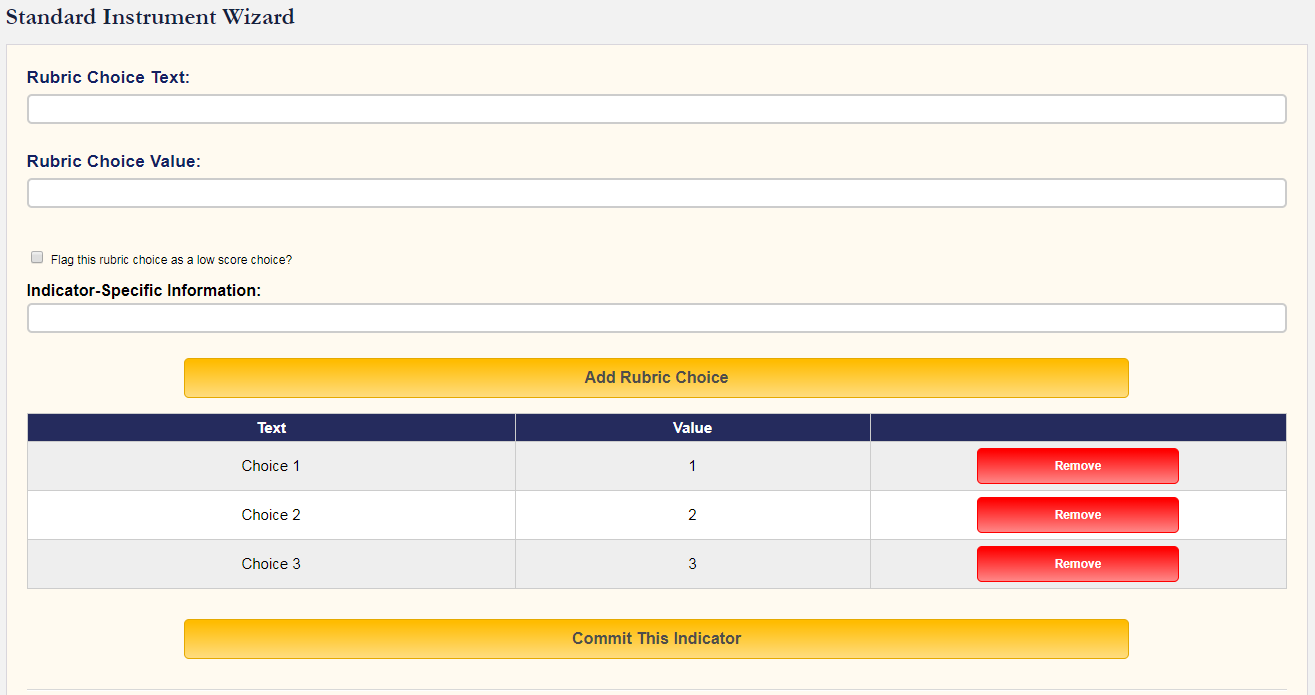 Standard Instrument Wizard
Rubric Choice Text:
Rubric Choice Value:
Flag this rubric choice as a low score choice?
Indicator-Specific Information:
Add Rubric Choice
Text Value
Choice 1 1 Remove
Choice 2 2 Remove
Choice 3 3 Remove
Commit This Indicator